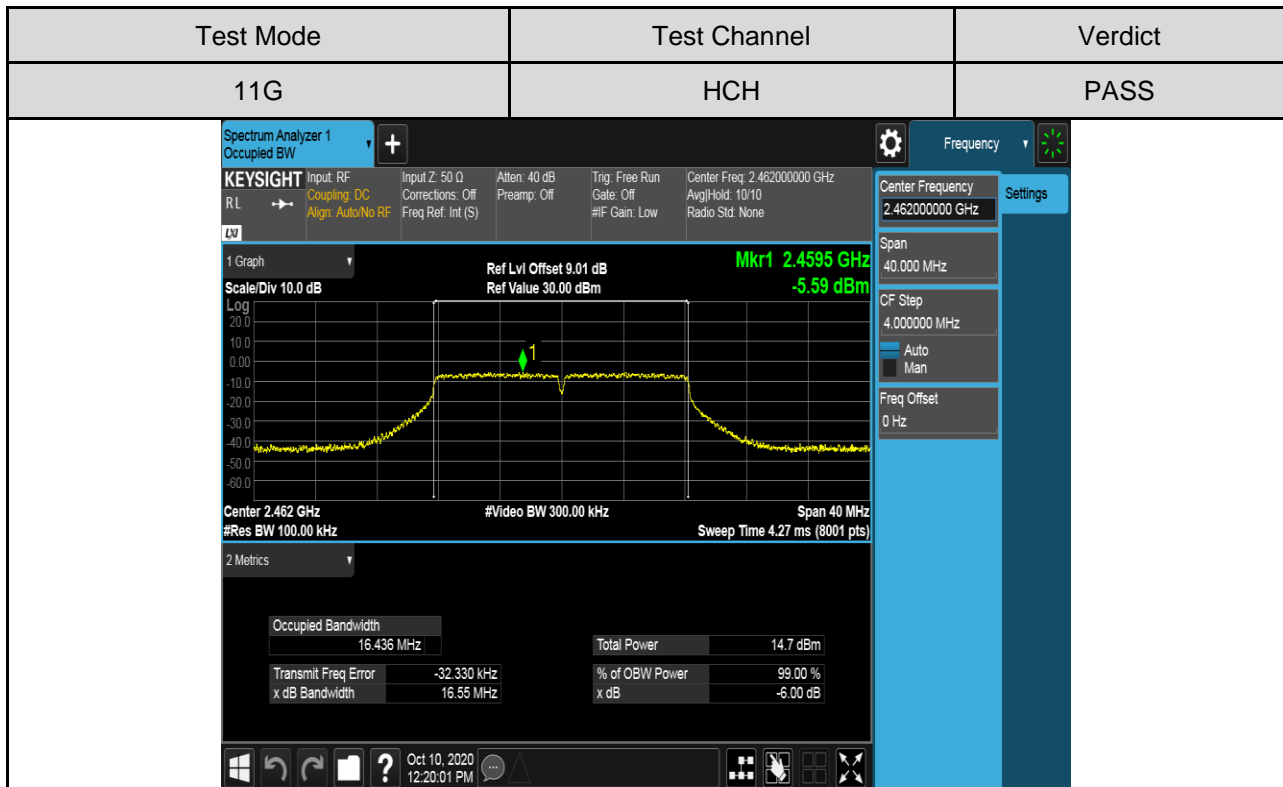 Test Mode Test Channel Verdict
11G HCH PASS
Spectrum Analyzer 1
Occupied BW
+
Frequency
KEYSIGHT
RL
LXI
Input: RF
Coupling: DC
Align: Auto/No RF
Input Z: 50 Ω
Corrections: Off
Freq Ref: Int (S)
Atten: 40 dB
Preamp: Off
Trig: Free Run
Gate: Off
#IF Gain: Low
Center Freq: 2.462000000 GHz
Avg|Hold: 10/10
Radio Std: None
Center Frequency
2.462000000 GHz
Settings
Span
40.000 MHz
CF Step
4.000000 MHz
Auto
Man
Freq Offset
0 Hz
1 Graph
Scale/Div 10.0 dB
Ref Lvl Offset 9.01 dB
Ref Value 30.00 dBm
Mkr1 2.4595 GHz
-5.59 dBm
Log
20.0
10.0
0.00
-10.0
-20.0
-30.0
-40.0
-50.0
-60.0
1
Center 2.462 GHz
#Res BW 100.00 kHz
#Video BW 300.00 kHz
Span 40 MHz
Sweep Time 4.27 ms (8001 pts)
2 Metrics
Occupied Bandwidth
16.436 MHz
Transmit Freq Error -32.330 kHz
x dB Bandwidth 16.55 MHz
Total Power 14.7 dBm
% of OBW Power 99.00 %
x dB -6.00 dB
?
Oct 10, 2020
12:20:01 PM